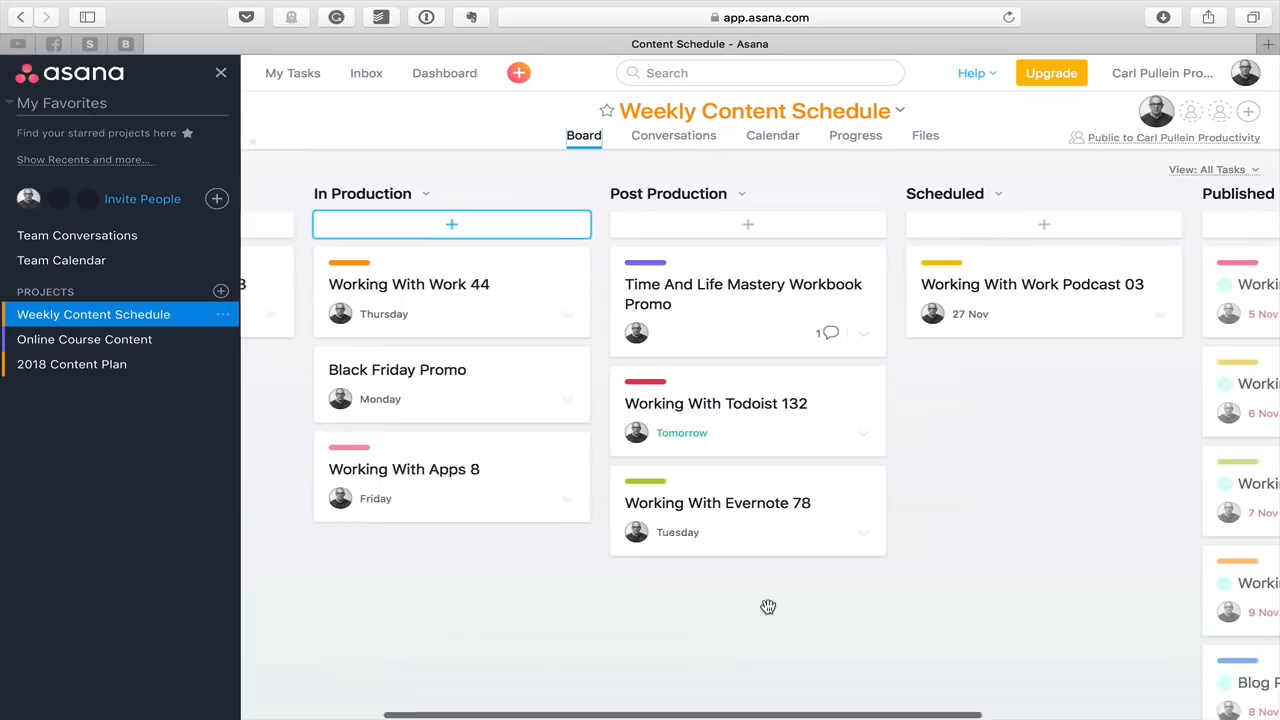 app.asana.com
S
B
Content Schedule - Asana
asana
My Tasks
Inbox
Dashboard
Search
Help
Upgrade
Carl Pullein Pro...
My Favorites
Find your starred projects here
Show Recents and more...
Invite People
Team Conversations
Team Calendar
PROJECTS
Weekly Content Schedule
Online Course Content
2018 Content Plan
Weekly Content Schedule
Board
Conversations
Calendar
Progress
Files
Public to Carl Pullein Productivity
View: All Tasks
In Production
Working With Work 44
Thursday
Black Friday Promo
Monday
Working With Apps 8
Friday
Post Production
Time And Life Mastery Workbook
Promo
1
Working With Todoist 132
Tomorrow
Working With Evernote 78
Tuesday
Scheduled
Working With Work Podcast 03
27 Nov
Published
Worki
5 Nov
Worki
6 Nov
Worki
7 Nov
Worki
9 Nov
Blog P
8 Nov